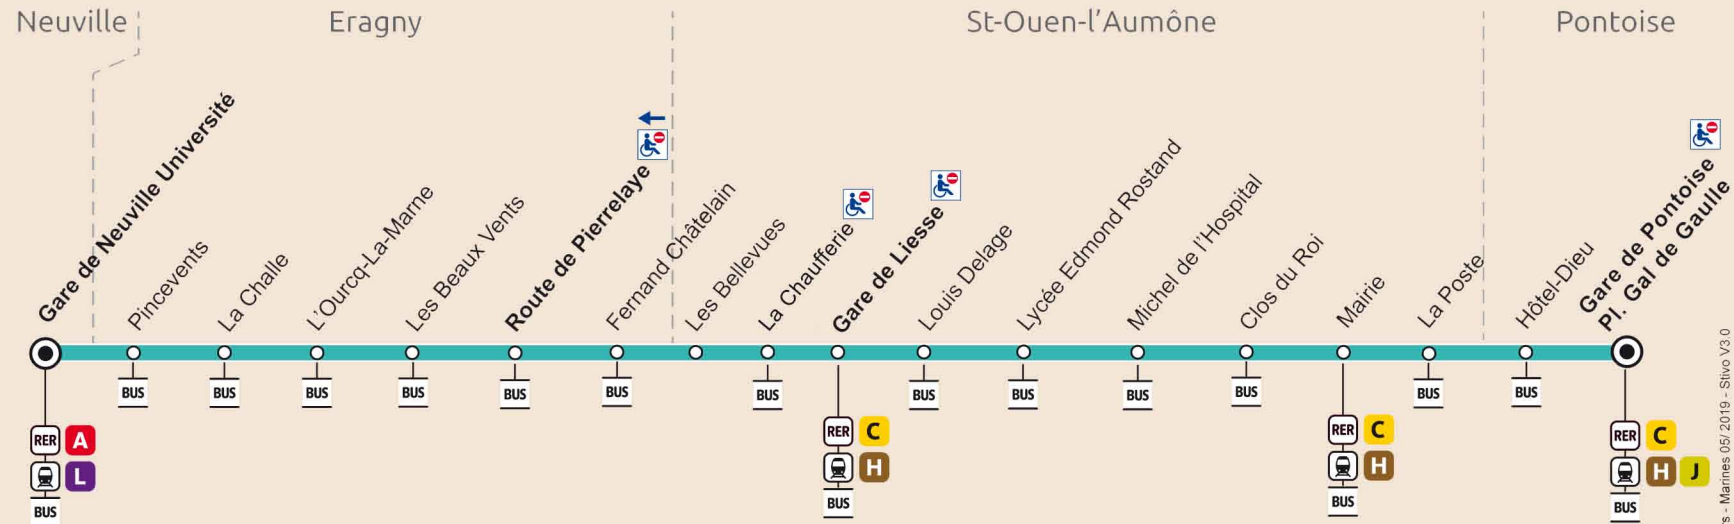 Neuville
Eragny
St-Ouen-l'Aumône
Pontoise
Gare de Neuville Université
Pincevents
La Challe
L'Ourcq-La-Marne
Les Beaux Vents
Route de Pierrelaye
Fernand Châtelain
Les Bellevues
La Chaufferie
Gare de Liesse
Louis Delage
Lycée Edmond Rostand
Michel de l'Hospital
Clos du Roi
Mairie
La Poste
Hôtel-Dieu
Gare de Pontoise
Pl. Gal de Gaulle
BUS
BUS
BUS
BUS
BUS
BUS
BUS
BUS
BUS
BUS
BUS
BUS
BUS
RER A
L
BUS
RER C
H
BUS
RER C
H
BUS
RER C
H J
BUS
- Marines 05/ 2019 - Stivo V3.0